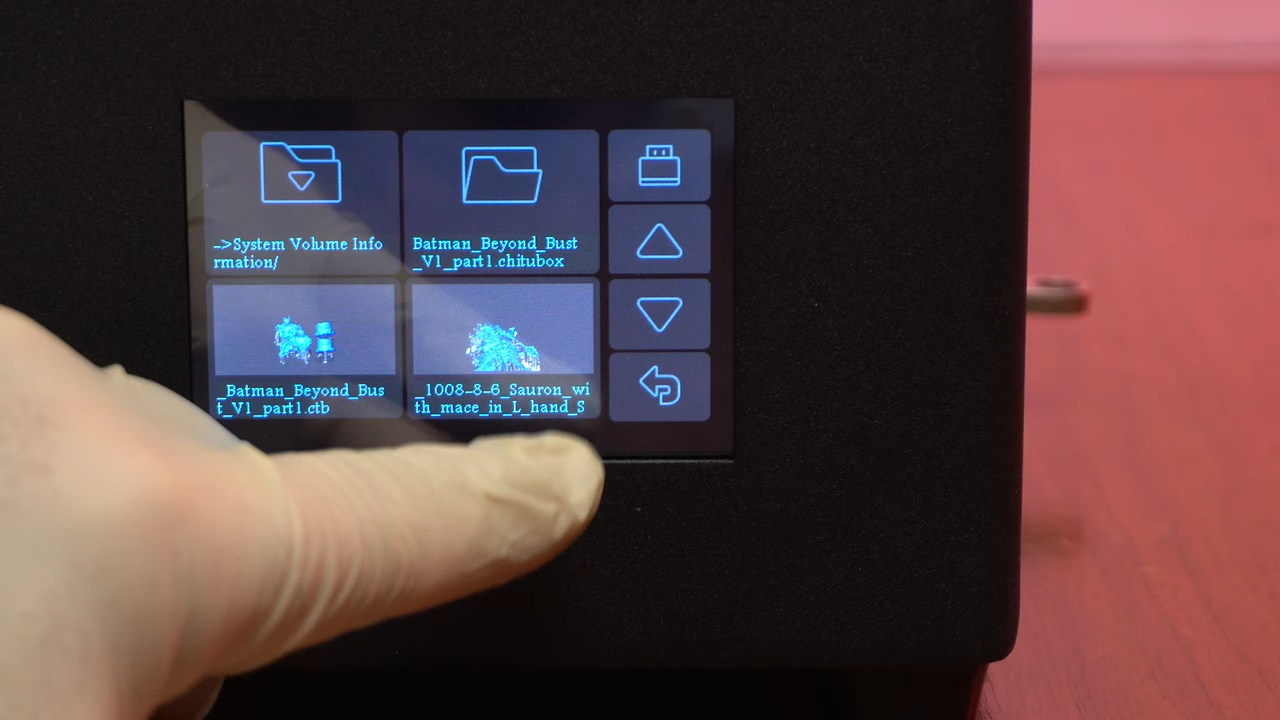 ->System Volume Info
rmation/
Batman_Beyond_Bust
_V1_part1.chitubox
_Batman_Beyond_Bus
t_V1_part1.ctb
_1008-8-6_Sauron_wi
th_mace_in_L_hand_S